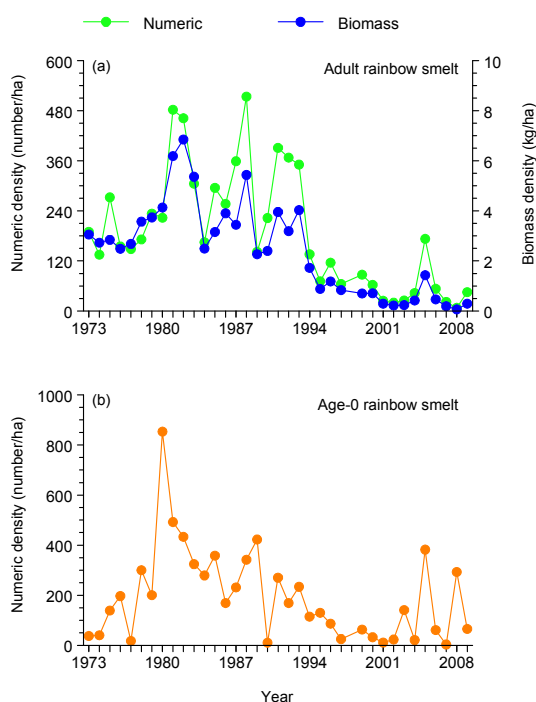 Numeric Biomass
(a) Adult rainbow smelt
Numeric density (number/ha)
600
480
360
240
120
0
Biomass density (kg/ha)
10
8
6
4
2
0
1973 1980 1987 1994 2001 2008
(b) Age-0 rainbow smelt
Numeric density (number/ha)
1000
800
600
400
200
0
1973 1980 1987 1994 2001 2008
Year